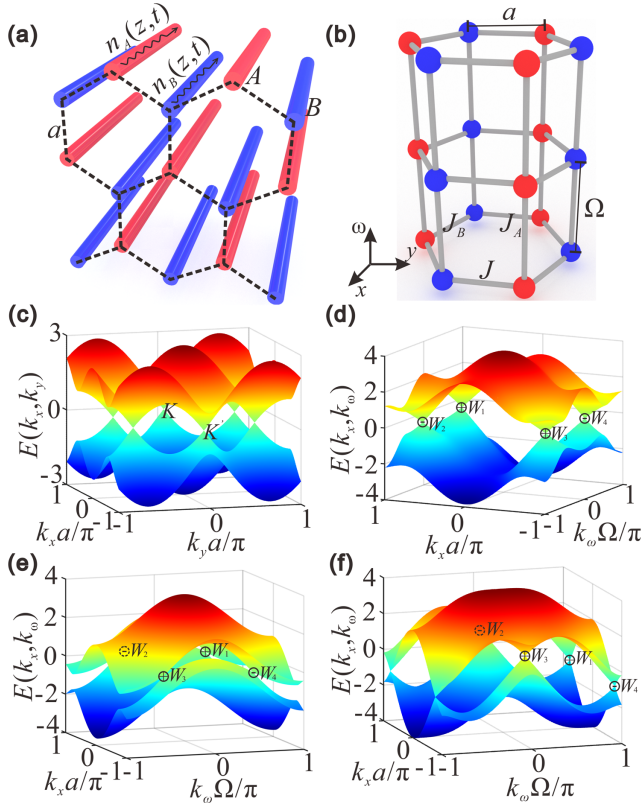 (a)
n_A(z,t)
n_B(z,t)
A
B
a
(b)
a
Ω
J_B
J_A
J
ω
y
x
(c)
3
0
-3
E(k_x,k_y)
K
K'
1
0
-1
-1
0
1
k_xa/π
k_ya/π
(d)
4
2
0
-2
-4
E(k_x,k_ω)
⊖W_2
⊕W_1
⊕W_3
⊖W_4
1
0
-1
-1
0
1
k_xa/π
k_ωΩ/π
(e)
4
2
0
-2
-4
E(k_x,k_ω)
⊖W_2
⊕W_1
⊕W_3
⊖W_4
1
0
-1
-1
0
1
k_xa/π
k_ωΩ/π
(f)
4
2
0
-2
-4
E(k_x,k_ω)
⊖W_2
⊕W_3
⊕W_1
⊖W_4
1
0
-1
-1
0
1
k_xa/π
k_ωΩ/π